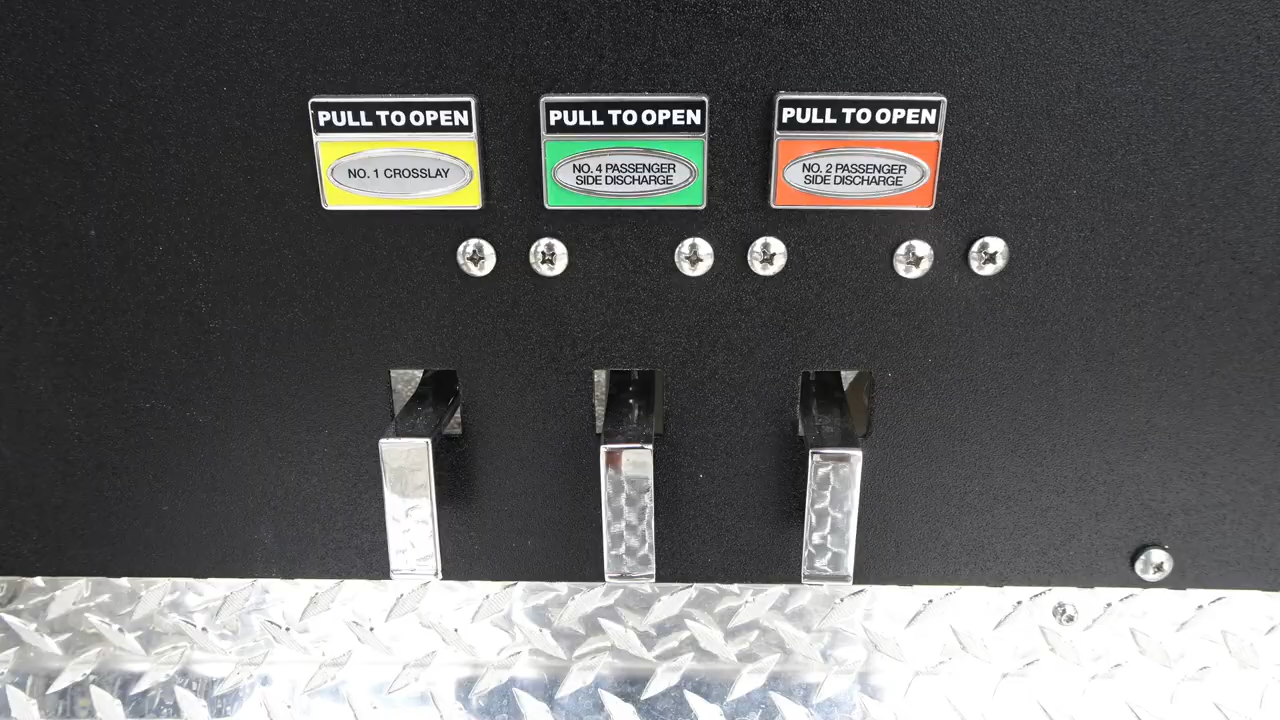 PULL TO OPEN
NO. 1 CROSSLAY
PULL TO OPEN
NO. 4 PASSENGER
SIDE DISCHARGE
PULL TO OPEN
NO. 2 PASSENGER
SIDE DISCHARGE